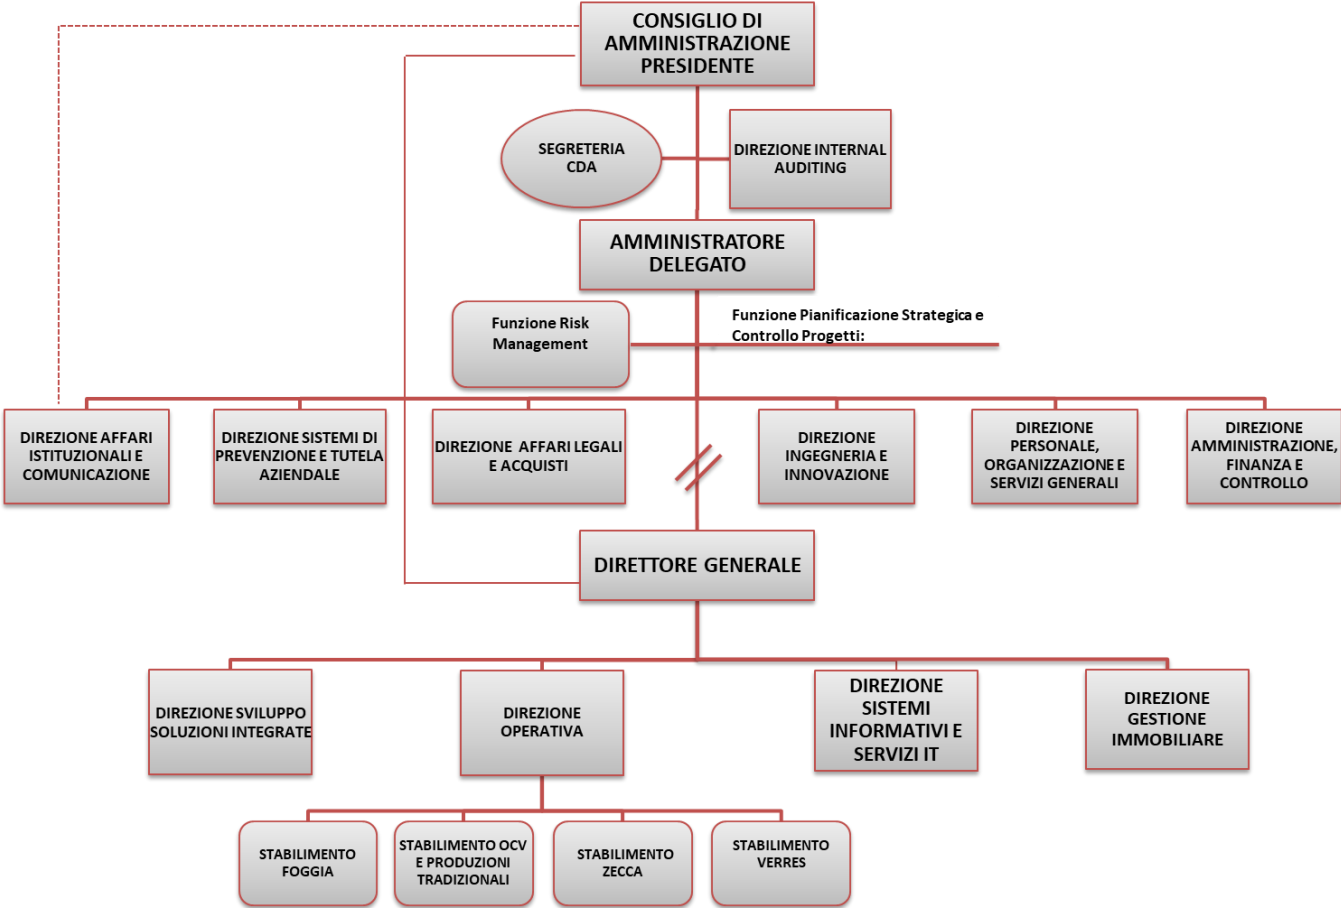 CONSIGLIO DI
AMMINISTRAZIONE
PRESIDENTE
SEGRETERIA
CDA
DIREZIONE INTERNAL
AUDITING
AMMINISTRATORE
DELEGATO
Funzione Risk
Management
Funzione Pianificazione Strategica e
Controllo Progetti:
DIREZIONE AFFARI
ISTITUZIONALI E
COMUNICAZIONE
DIREZIONE SISTEMI DI
PREVENZIONE E TUTELA
AZIENDALE
DIREZIONE AFFARI LEGALI
E ACQUISTI
DIREZIONE
INGEGNERIA E
INNOVAZIONE
DIREZIONE
PERSONALE,
ORGANIZZAZIONE E
SERVIZI GENERALI
DIREZIONE
AMMINISTRAZIONE,
FINANZA E
CONTROLLO
DIRETTORE GENERALE
DIREZIONE SVILUPPO
SOLUZIONI INTEGRATE
DIREZIONE
OPERATIVA
DIREZIONE
SISTEMI
INFORMATIVI E
SERVIZI IT
DIREZIONE
GESTIONE
IMMOBILIARE
STABILIMENTO
FOGGIA
STABILIMENTO OCV
E PRODUZIONI
TRADIZIONALI
STABILIMENTO
ZECCA
STABILIMENTO
VERRES